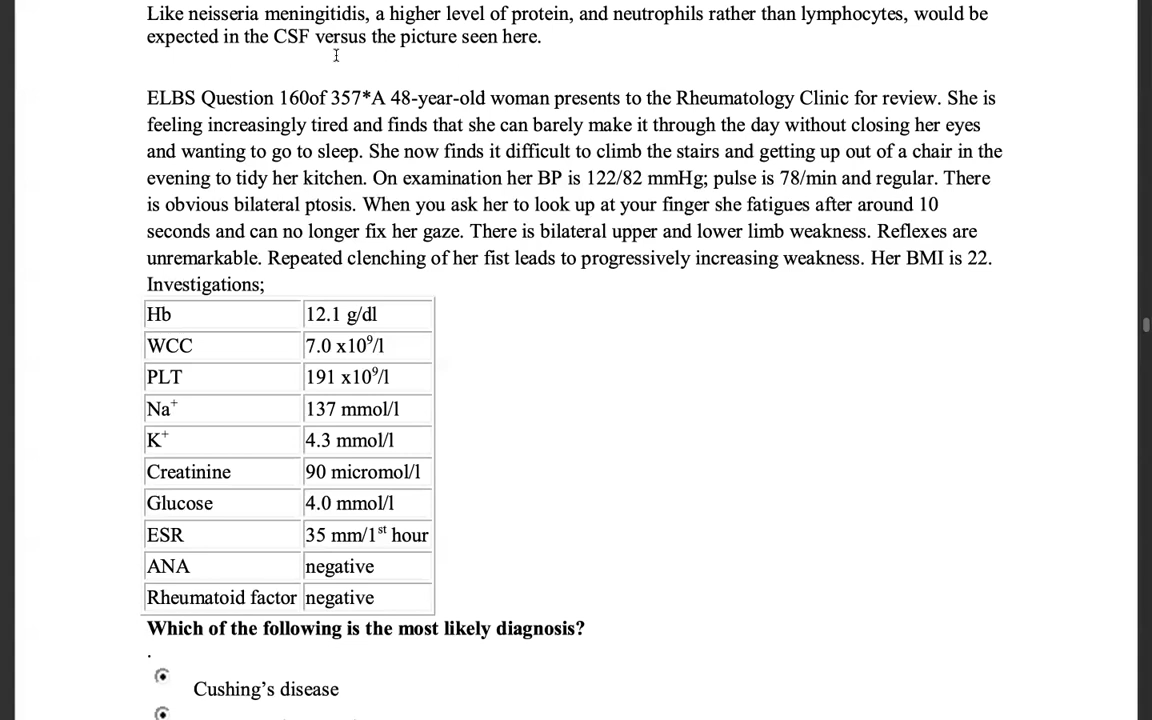 Like neisseria meningitidis, a higher level of protein, and neutrophils rather than lymphocytes, would be
expected in the CSF versus the picture seen here.
ELBS Question 160of 357*A 48-year-old woman presents to the Rheumatology Clinic for review. She is
feeling increasingly tired and finds that she can barely make it through the day without closing her eyes
and wanting to go to sleep. She now finds it difficult to climb the stairs and getting up out of a chair in the
evening to tidy her kitchen. On examination her BP is 122/82 mmHg; pulse is 78/min and regular. There
is obvious bilateral ptosis. When you ask her to look up at your finger she fatigues after around 10
seconds and can no longer fix her gaze. There is bilateral upper and lower limb weakness. Reflexes are
unremarkable. Repeated clenching of her fist leads to progressively increasing weakness. Her BMI is 22.
Investigations;
Hb 12.1 g/dl
WCC 7.0 x10⁹/l
PLT 191 x10⁹/l
Na⁺ 137 mmol/l
K⁺ 4.3 mmol/l
Creatinine 90 micromol/l
Glucose 4.0 mmol/l
ESR 35 mm/1ˢᵗ hour
ANA negative
Rheumatoid factor negative
Which of the following is the most likely diagnosis?
.
Cushing’s disease